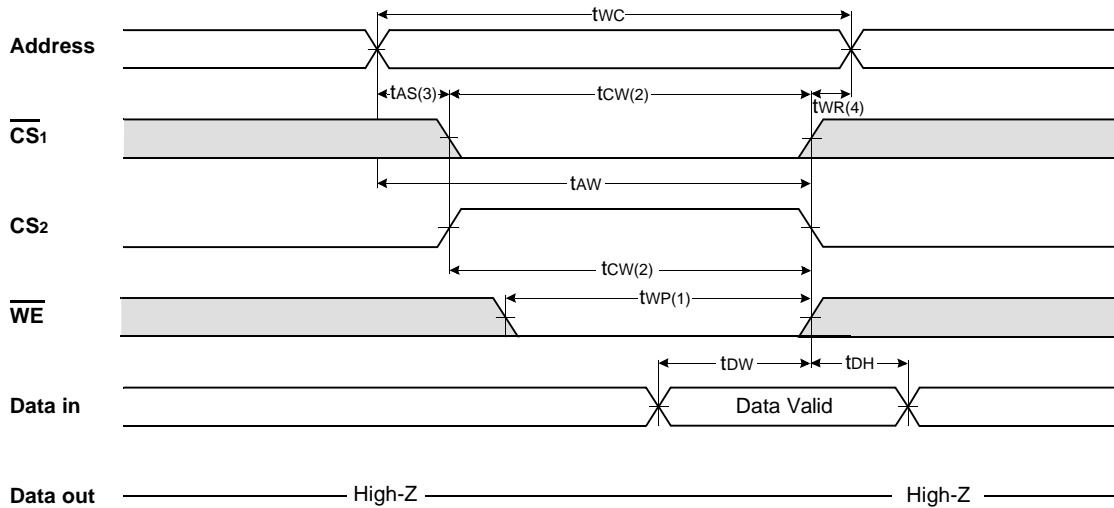 tWC
Address
tAS(3)
tCW(2)
tWR(4)
CS1
tAW
CS2
tCW(2)
tWP(1)
WE
tDW
tDH
Data in
Data Valid
Data out
High-Z
High-Z